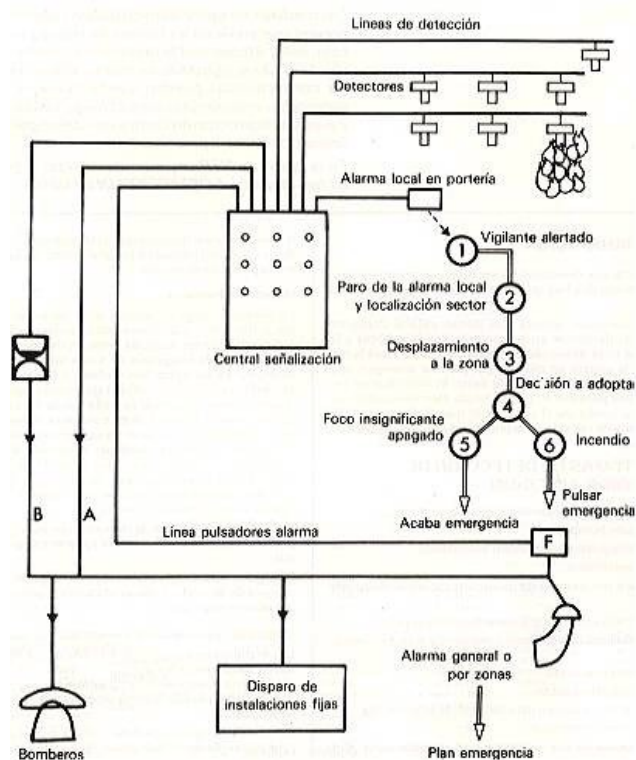 Líneas de detección
Detectores
Alarma local en portería
1
Vigilante alertado
Paro de la alarma local
y localización sector
2
Central señalización
Desplazamiento
a la zona
3
Decisión a adopta
4
Foco insignificante
apagado
5
6
Incendio
Acaba emergencia
Pulsar
emergencia
B
A
Línea pulsadores alarma
F
Alarma general o
por zonas
Disparo de
instalaciones fijas
Bomberos
Plan emergencia